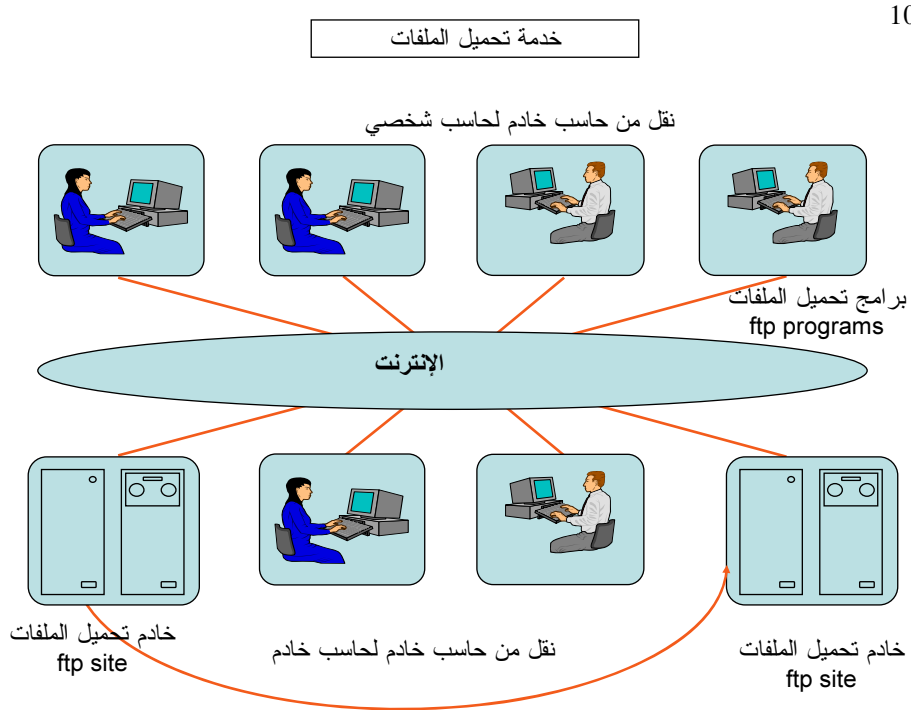 10
خدمة تحميل الملفات
نقل من حاسب خادم لحاسب شخصي
برامج تحميل الملفات
ftp programs
الإنترنت
خادم تحميل الملفات
ftp site
نقل من حاسب خادم لحاسب خادم
خادم تحميل الملفات
ftp site